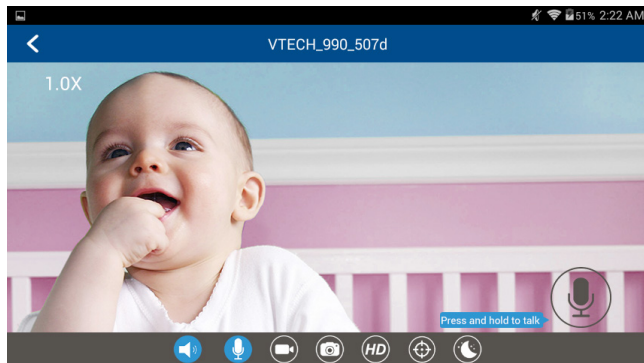 51% 2:22 AM
VTECH_990_507d
1.0X
Press and hold to talk
HD